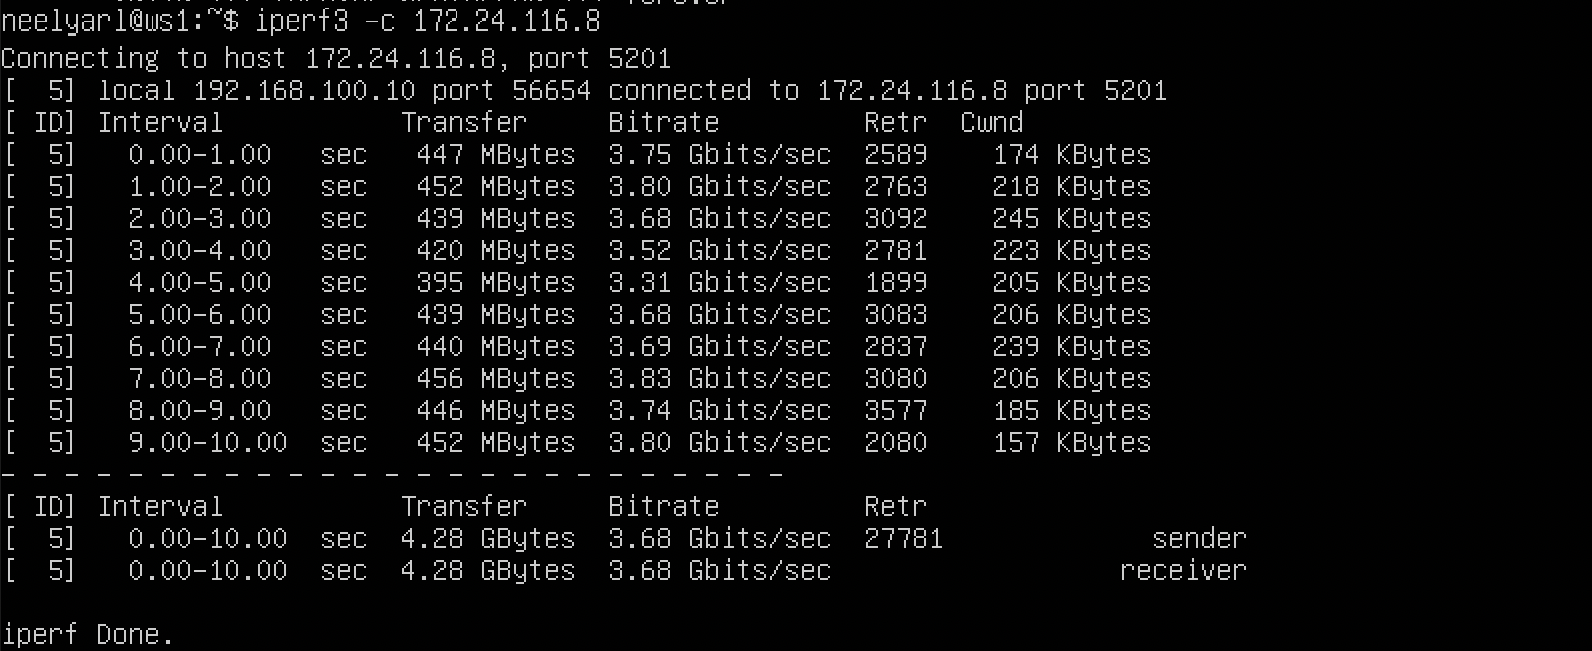 neelyarl@ws1:~$ iperf3 -c 172.24.116.8
Connecting to host 172.24.116.8, port 5201
[  5] local 192.168.100.10 port 56654 connected to 172.24.116.8 port 5201
[ ID] Interval           Transfer     Bitrate         Retr  Cwnd
[  5]   0.00-1.00   sec   447 MBytes  3.75 Gbits/sec  2589    174 KBytes
[  5]   1.00-2.00   sec   452 MBytes  3.80 Gbits/sec  2763    218 KBytes
[  5]   2.00-3.00   sec   439 MBytes  3.68 Gbits/sec  3092    245 KBytes
[  5]   3.00-4.00   sec   420 MBytes  3.52 Gbits/sec  2781    223 KBytes
[  5]   4.00-5.00   sec   395 MBytes  3.31 Gbits/sec  1899    205 KBytes
[  5]   5.00-6.00   sec   439 MBytes  3.68 Gbits/sec  3083    206 KBytes
[  5]   6.00-7.00   sec   440 MBytes  3.69 Gbits/sec  2837    239 KBytes
[  5]   7.00-8.00   sec   456 MBytes  3.83 Gbits/sec  3080    206 KBytes
[  5]   8.00-9.00   sec   446 MBytes  3.74 Gbits/sec  3577    185 KBytes
[  5]   9.00-10.00  sec   452 MBytes  3.80 Gbits/sec  2080    157 KBytes
- - - - - - - - - - - - - - - - - - - - - - - - -
[ ID] Interval           Transfer     Bitrate         Retr
[  5]   0.00-10.00  sec  4.28 GBytes  3.68 Gbits/sec  27781             sender
[  5]   0.00-10.00  sec  4.28 GBytes  3.68 Gbits/sec                  receiver
iperf Done.